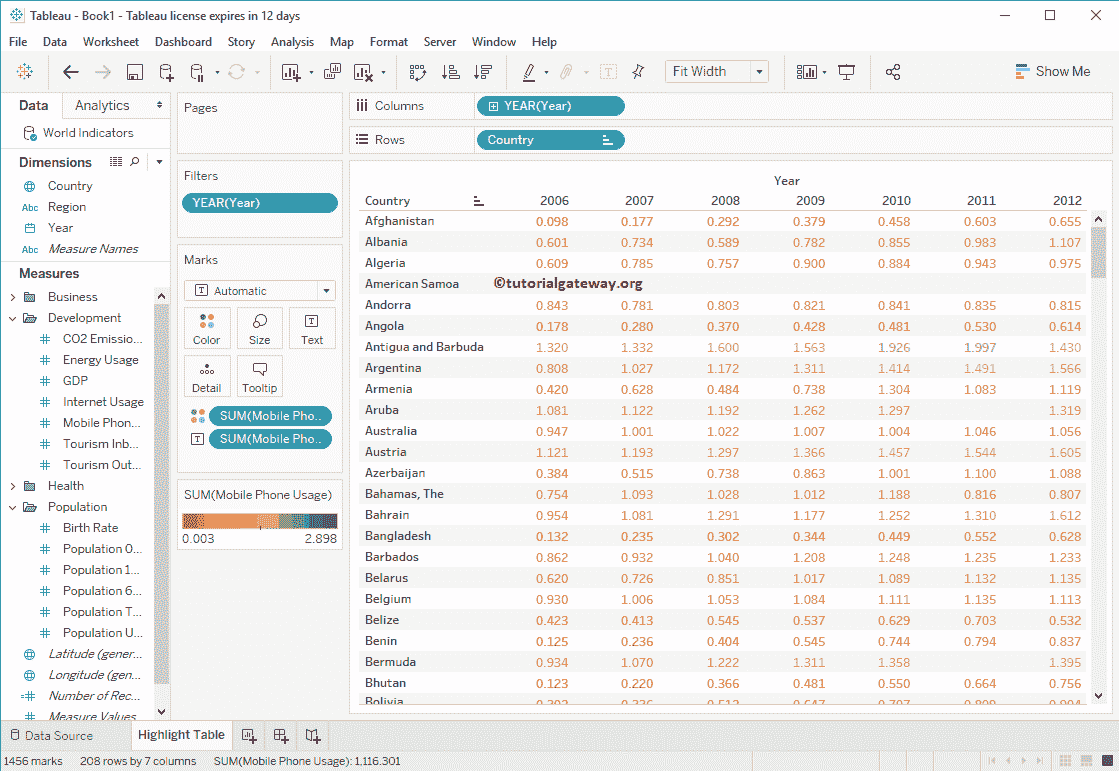 Tableau - Book1 - Tableau license expires in 12 days
File Data Worksheet Dashboard Story Analysis Map Format Server Window Help
Fit Width
Show Me
Data Analytics
World Indicators
Dimensions
Country
Abc Region
Year
Abc Measure Names
Measures
Business
Development
CO2 Emissio...
Energy Usage
GDP
Internet Usage
Mobile Phon...
Tourism Inb...
Tourism Out...
Health
Population
Birth Rate
Population 0...
Population 1...
Population 6...
Population T...
Population U...
Latitude (gener...
Longitude (gen...
Number of Rec...
Measure Values
Pages
Filters
YEAR(Year)
Marks
Automatic
Color Size Text
Detail Tooltip
SUM(Mobile Pho..
SUM(Mobile Pho..
SUM(Mobile Phone Usage)
0.003 2.898
Columns YEAR(Year)
Rows Country
Year
Country 2006 2007 2008 2009 2010 2011 2012
Afghanistan 0.098 0.177 0.292 0.379 0.458 0.603 0.655
Albania 0.601 0.734 0.589 0.782 0.855 0.983 1.107
Algeria 0.609 0.785 0.757 0.900 0.884 0.943 0.975
American Samoa
©tutorialgateway.org
Andorra 0.843 0.781 0.803 0.821 0.841 0.835 0.815
Angola 0.178 0.280 0.370 0.428 0.481 0.530 0.614
Antigua and Barbuda 1.320 1.332 1.600 1.563 1.926 1.997 1.430
Argentina 0.808 1.027 1.172 1.311 1.414 1.491 1.566
Armenia 0.420 0.628 0.484 0.738 1.304 1.083 1.119
Aruba 1.081 1.122 1.192 1.262 1.297 1.319
Australia 0.947 1.001 1.022 1.007 1.004 1.046 1.056
Austria 1.121 1.193 1.297 1.366 1.457 1.544 1.605
Azerbaijan 0.384 0.515 0.738 0.863 1.001 1.100 1.088
Bahamas, The 0.754 1.093 1.028 1.012 1.188 0.816 0.807
Bahrain 0.954 1.081 1.291 1.177 1.252 1.310 1.612
Bangladesh 0.132 0.235 0.302 0.344 0.449 0.552 0.628
Barbados 0.862 0.932 1.040 1.208 1.248 1.235 1.233
Belarus 0.620 0.726 0.851 1.017 1.089 1.132 1.135
Belgium 0.930 1.006 1.053 1.084 1.111 1.135 1.113
Belize 0.423 0.413 0.545 0.537 0.629 0.703 0.532
Benin 0.125 0.236 0.404 0.545 0.744 0.794 0.837
Bermuda 0.934 1.070 1.222 1.311 1.358 1.395
Bhutan 0.123 0.220 0.366 0.481 0.550 0.664 0.756
Bolivia
Data Source Highlight Table
1456 marks 208 rows by 7 columns SUM(Mobile Phone Usage): 1,116.301